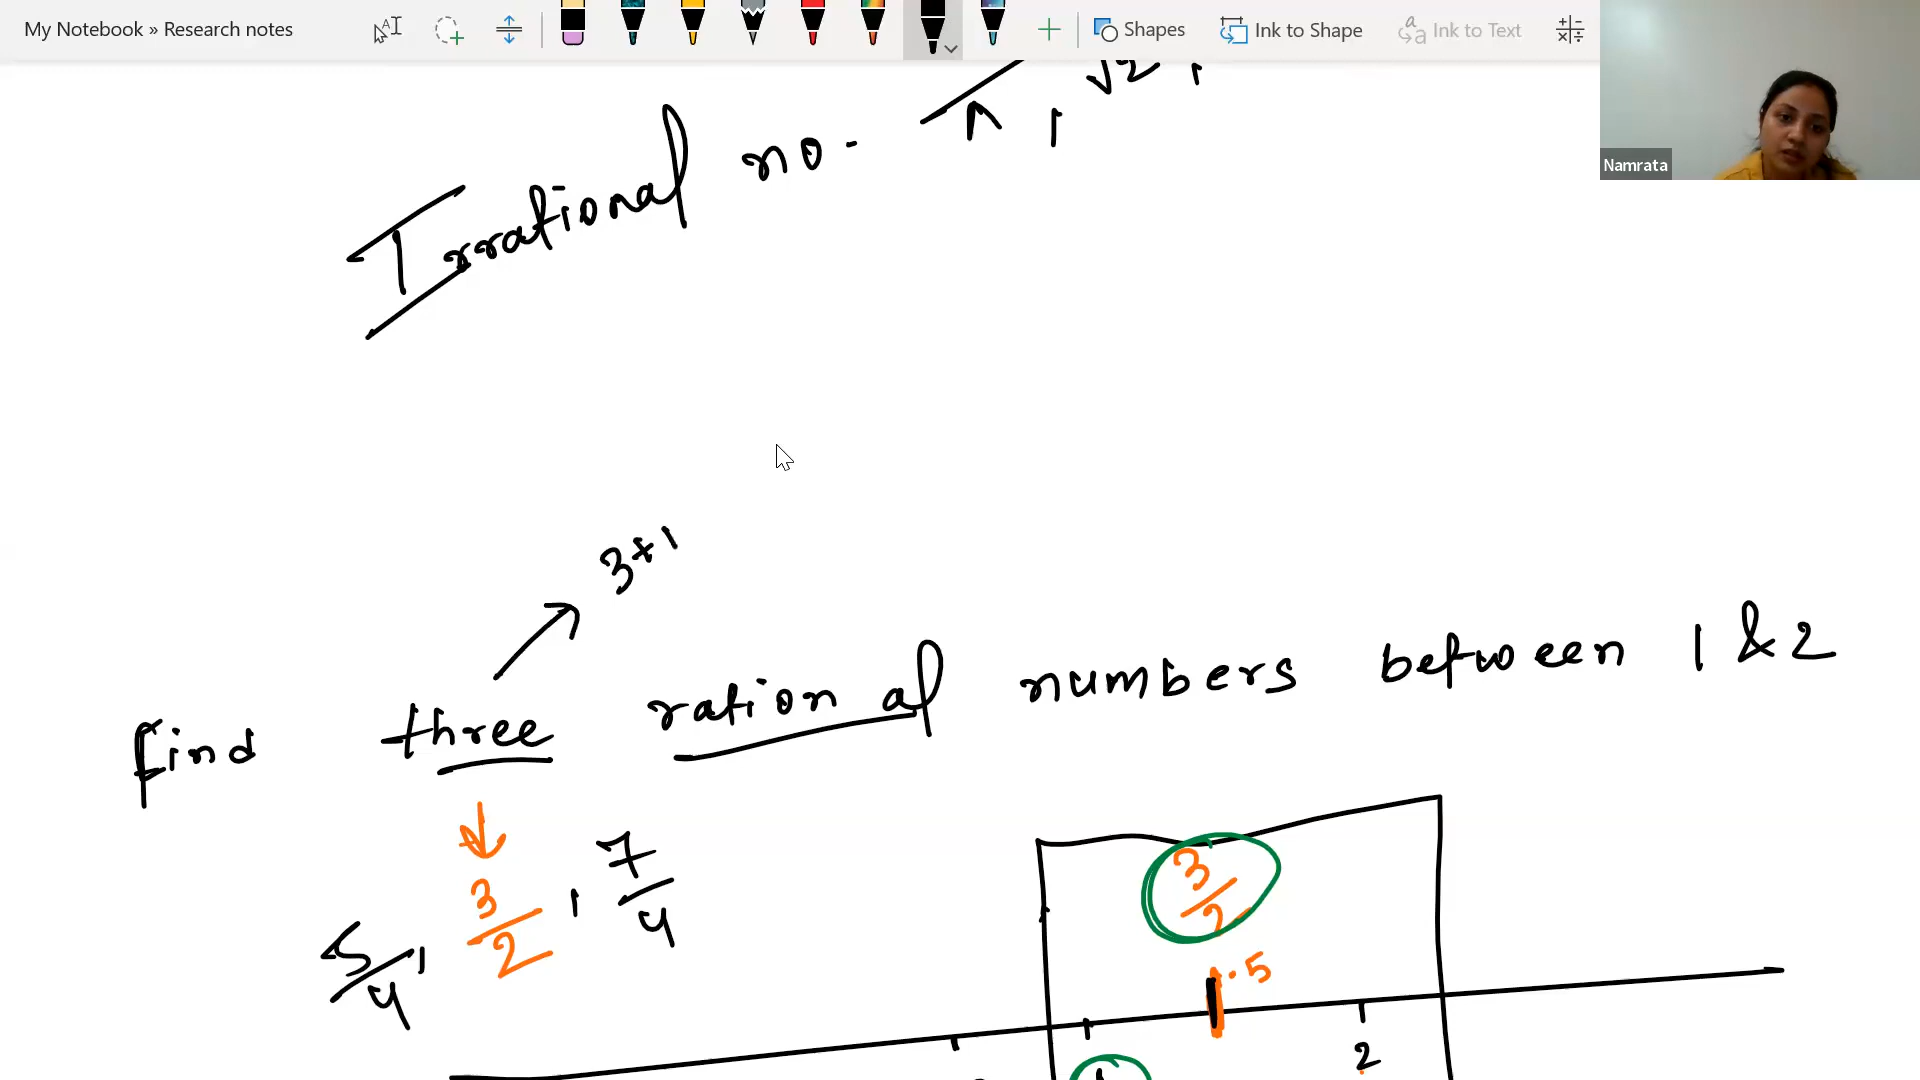 My Notebook » Research notes
Shapes
Ink to Shape
Ink to Text
Namrata
Irrational no. π, √2,
3+1
find three rational numbers between 1 & 2
5/4, 3/2, 7/4
3/2
1.5
2